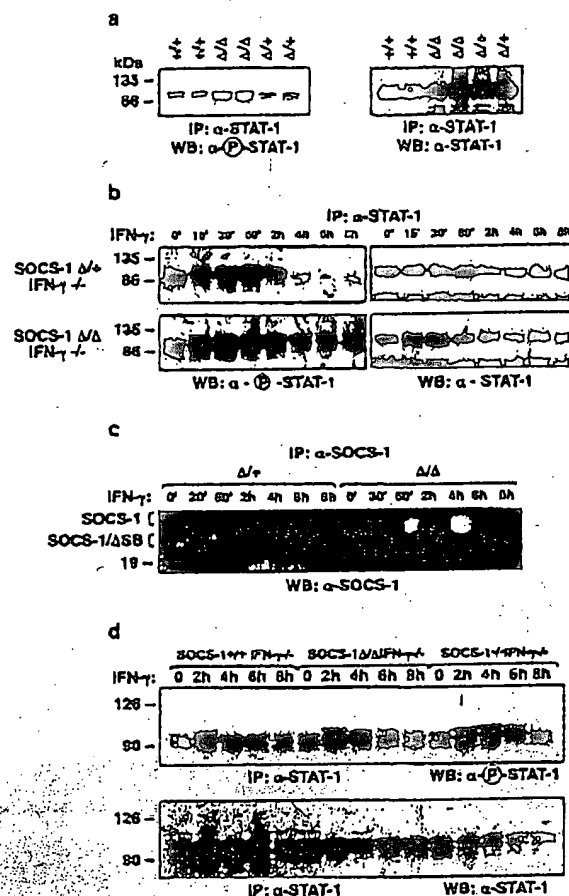 a
+/+ +/+ Δ/Δ Δ/Δ Δ/+ Δ/+
+/+ +/+ Δ/Δ Δ/Δ Δ/+ Δ/+
kDa
135 –
86 –
IP: α-STAT-1
WB: α-Ⓟ-STAT-1
IP: α-STAT-1
WB: α-STAT-1
b
IP: α-STAT-1
IFN-γ: 0' 15' 30' 60' 2h 4h 6h
0' 15' 30' 60' 2h 4h 6h 8h
SOCS-1 Δ/+
IFN-γ -/-
135 –
86 –
SOCS-1 Δ/Δ
IFN-γ -/-
135 –
86 –
WB: α - Ⓟ -STAT-1
WB: α - STAT-1
c
IP: α-SOCS-1
Δ/+ Δ/Δ
IFN-γ: 0' 60' 2h 4h 6h 8h 0' 30' 60' 2h 4h 6h 8h
SOCS-1 [
SOCS-1/ΔSB [
19 –
WB: α-SOCS-1
d
SOCS-1+/+ IFN-γ-/- SOCS-1Δ/ΔIFN-γ-/- SOCS-1-/-IFN-γ-/-
IFN-γ: 0 2h 4h 6h 8h 0 2h 4h 6h 8h 0 2h 4h 6h 8h
126 –
80 –
IP: α-STAT-1 WB: α-Ⓟ-STAT-1
126 –
80 –
IP: α-STAT-1 WB: α-STAT-1